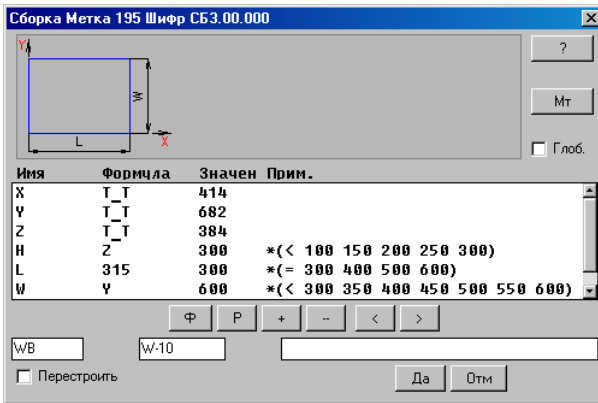 Сборка Метка 195 Шифр СБ3.00.000
?
Y
W
L
X
Мт
Глоб.
Имя Формула Значен Прим.
X T_T 414
Y T_T 682
Z T_T 384
H Z 300 *(< 100 150 200 250 300)
L 315 300 *(= 300 400 500 600)
W Y 600 *(< 300 350 400 450 500 550 600)
Ф Р + -- < >
WB W-10
Перестроить Да Отм